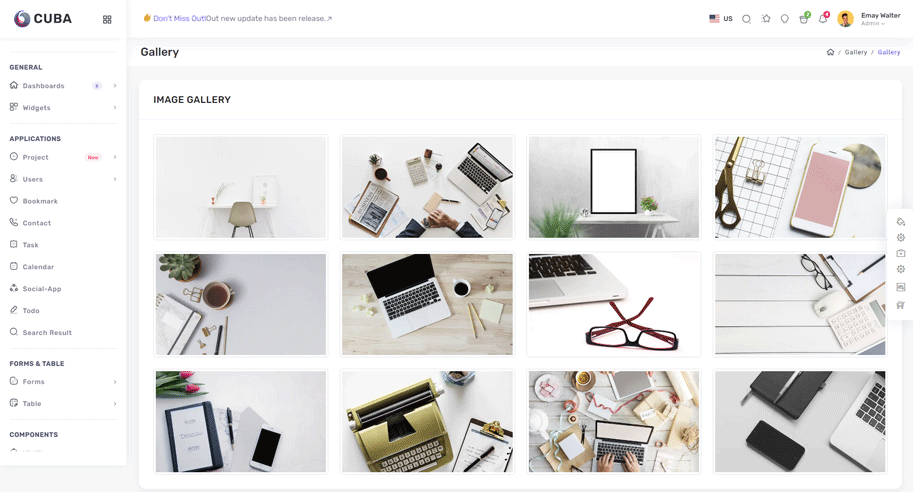 CUBA
Don't Miss Out!Out new update has been release.
US
2
4
Emay Walter
Admin
Gallery
Gallery / Gallery
GENERAL
Dashboards
Widgets
APPLICATIONS
Project New
Users
Bookmark
Contact
Task
Calendar
Social-App
Todo
Search Result
FORMS & TABLE
Forms
Table
COMPONENTS
IMAGE GALLERY
BUSINESS